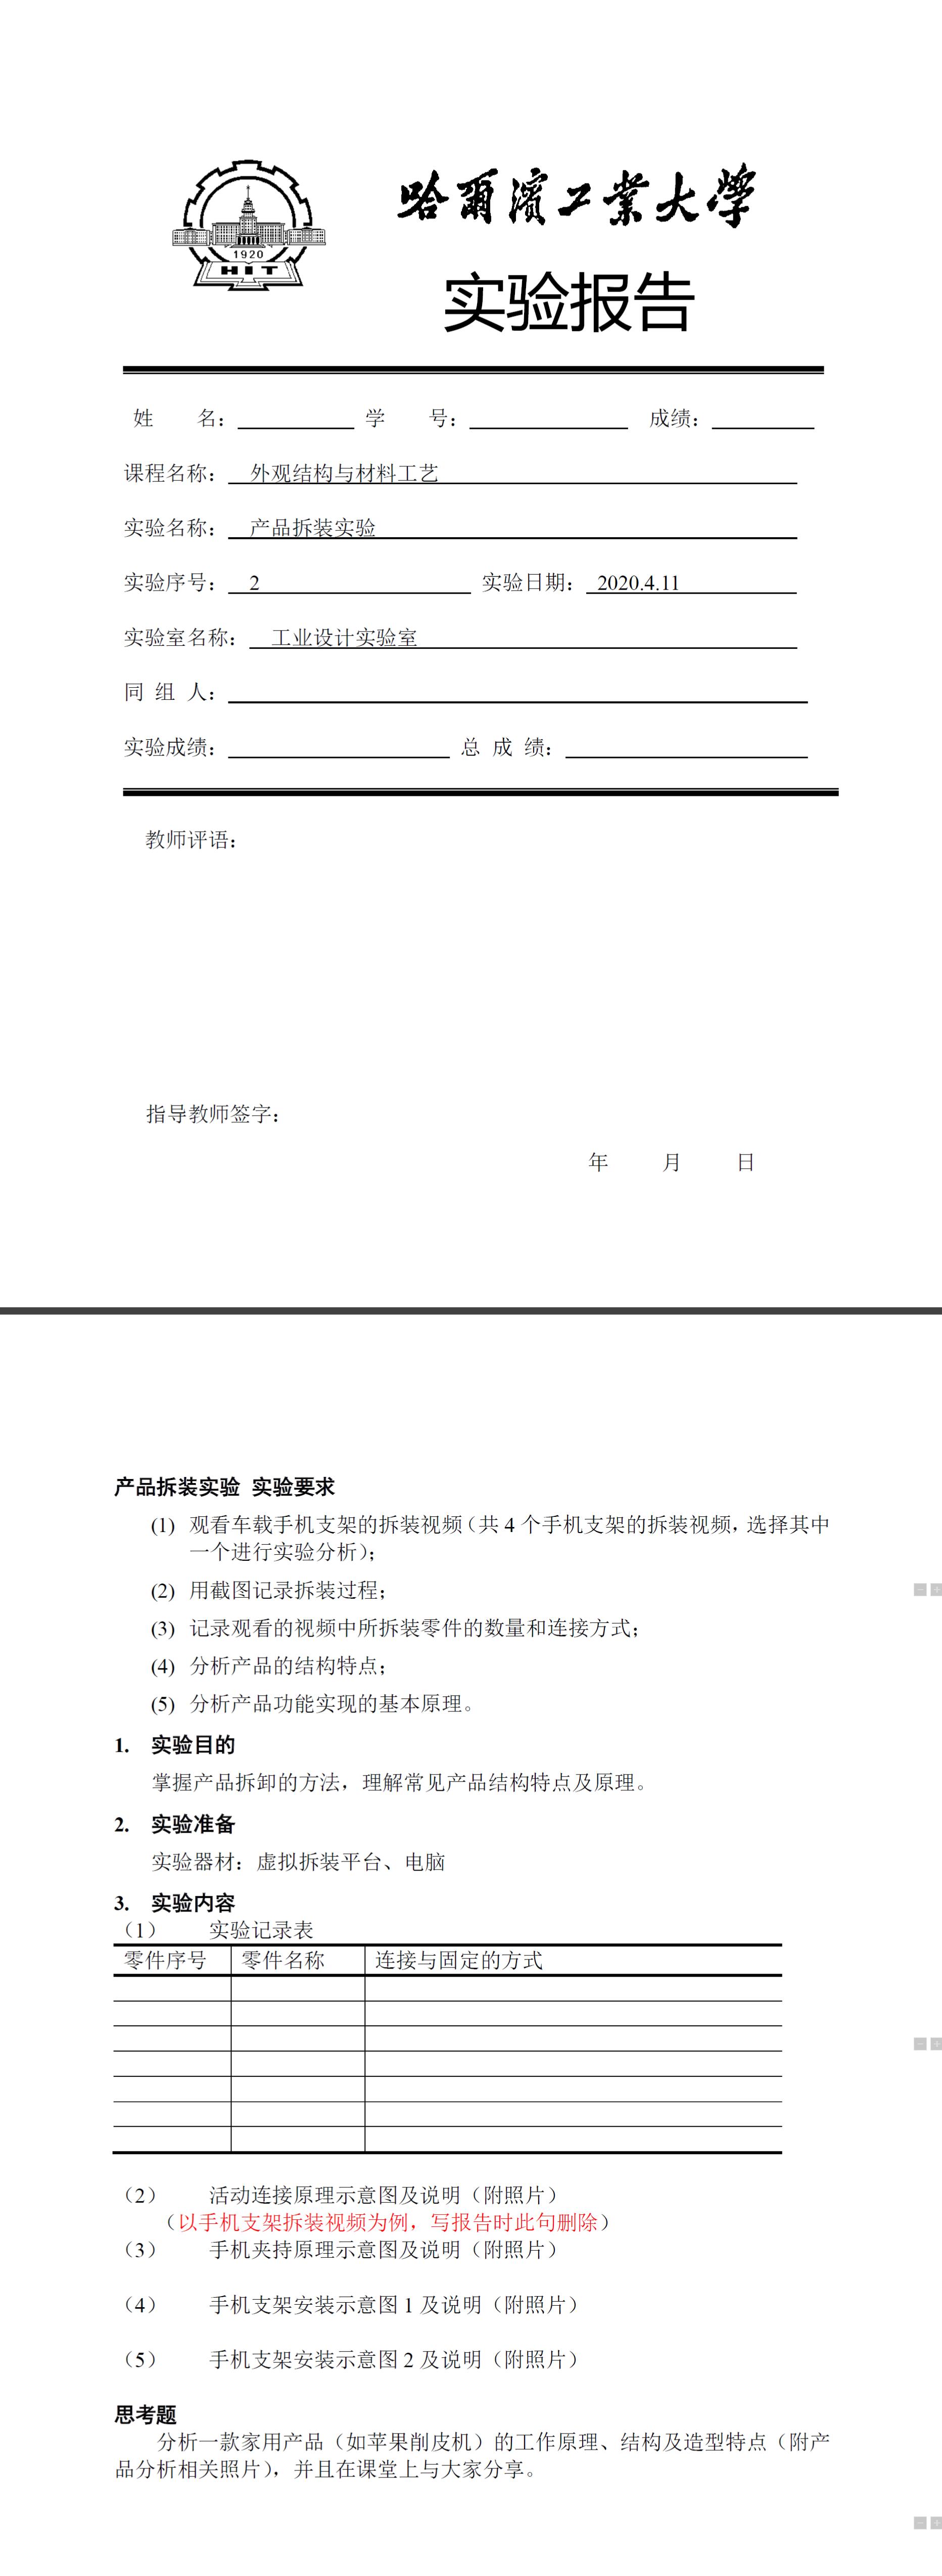 哈爾濱工業大學
1920
HIT
实验报告
姓 名： 学 号： 成绩：
课程名称： 外观结构与材料工艺
实验名称： 产品拆装实验
实验序号： 2 实验日期： 2020.4.11
实验室名称： 工业设计实验室
同 组 人：
实验成绩： 总 成 绩：
教师评语：
指导教师签字：
年 月 日
产品拆装实验 实验要求
(1) 观看车载手机支架的拆装视频（共 4 个手机支架的拆装视频，选择其中
一个进行实验分析）；
(2) 用截图记录拆装过程；
(3) 记录观看的视频中所拆装零件的数量和连接方式；
(4) 分析产品的结构特点；
(5) 分析产品功能实现的基本原理。
1. 实验目的
掌握产品拆卸的方法，理解常见产品结构特点及原理。
2. 实验准备
实验器材：虚拟拆装平台、电脑
3. 实验内容
（1） 实验记录表
零件序号 零件名称 连接与固定的方式
（2） 活动连接原理示意图及说明（附照片）
（以手机支架拆装视频为例，写报告时此句删除）
（3） 手机夹持原理示意图及说明（附照片）
（4） 手机支架安装示意图 1 及说明（附照片）
（5） 手机支架安装示意图 2 及说明（附照片）
思考题
分析一款家用产品（如苹果削皮机）的工作原理、结构及造型特点（附产
品分析相关照片），并且在课堂上与大家分享。